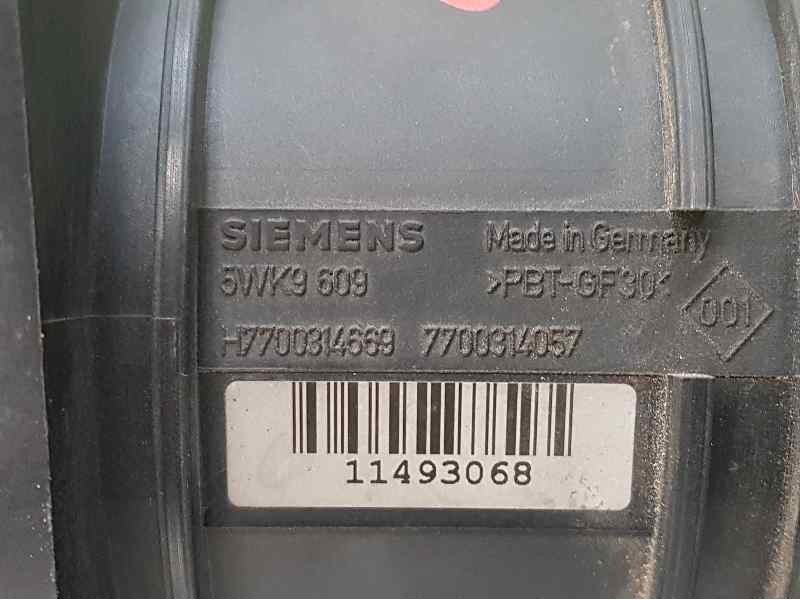 SIEMENS Made in Germany
5WK9 609 >PBT-GF30< 001
H7700314669 7700314057
11493068